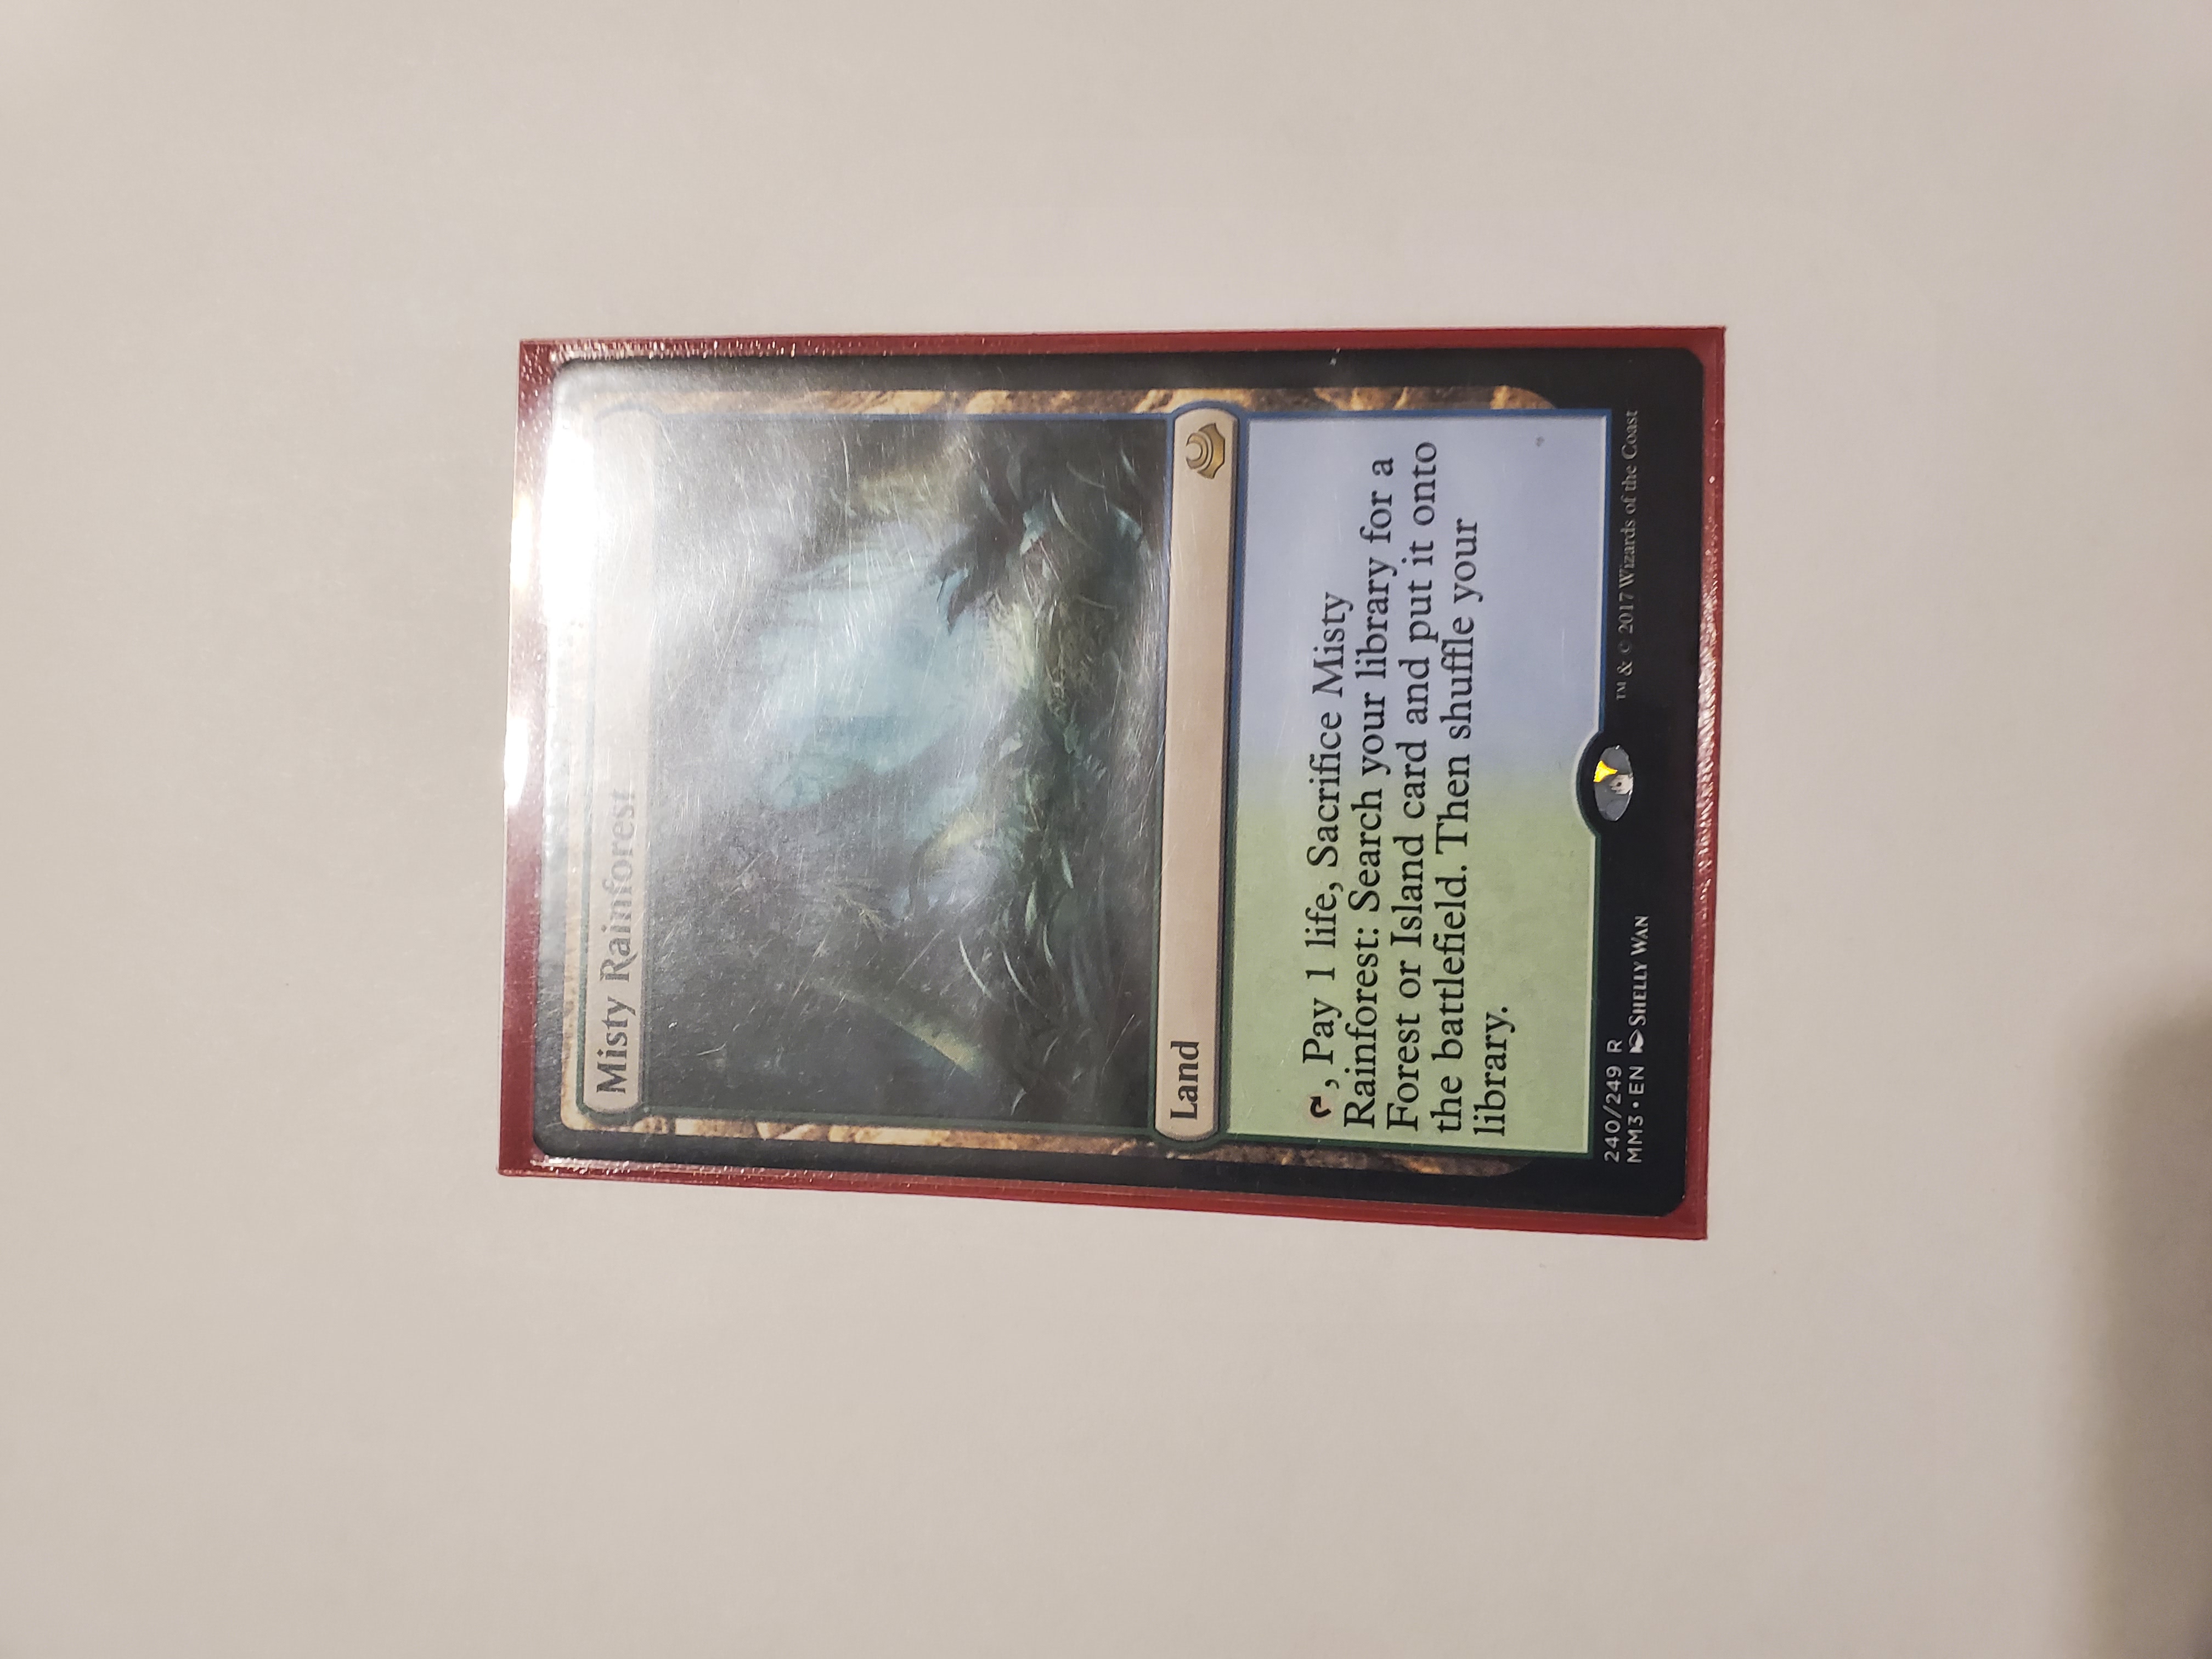 Misty Rainforest
Land
, Pay 1 life, Sacrifice Misty
Rainforest: Search your library for a
Forest or Island card and put it onto
the battlefield. Then shuffle your
library.
240/249 R
MM3 • EN SHELLY WAN
™ & © 2017 Wizards of the Coast